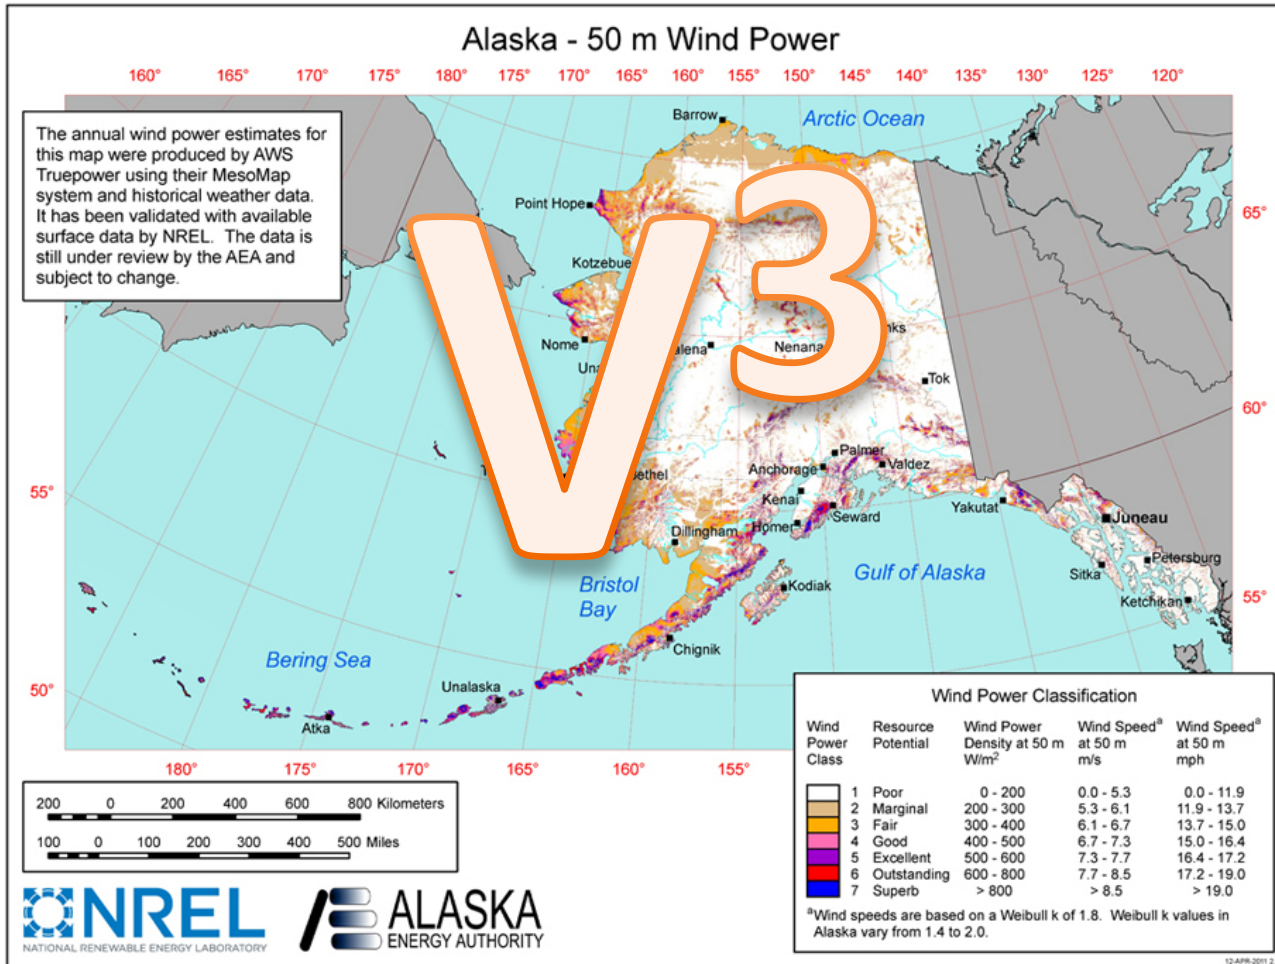 Alaska - 50 m Wind Power
160° 165° 170° 175° 180° 175° 170° 165° 160° 155° 150° 145° 140° 135° 130° 125° 120°
The annual wind power estimates for
this map were produced by AWS
Truepower using their MesoMap
system and historical weather data.
It has been validated with available
surface data by NREL. The data is
still under review by the AEA and
subject to change.
Barrow
Arctic Ocean
Point Hope
65°
Kotzebue
V³
Nome
Nenana
Tok
60°
Palmer
Anchorage
Valdez
55°
Kenai
Yakutat
Homer
Seward
Juneau
Dillingham
Petersburg
Bristol
Bay
Kodiak
Gulf of Alaska
Sitka
Ketchikan
55°
Chignik
Bering Sea
50°
Unalaska
Atka
180° 175° 170° 165° 160° 155°
Wind Power Classification
Wind Power Class Resource Potential Wind Power Density at 50 m W/m² Wind Speedᵃ at 50 m m/s Wind Speedᵃ at 50 m mph
1 Poor 0 - 200 0.0 - 5.3 0.0 - 11.9
2 Marginal 200 - 300 5.3 - 6.1 11.9 - 13.7
3 Fair 300 - 400 6.1 - 6.7 13.7 - 15.0
4 Good 400 - 500 6.7 - 7.3 15.0 - 16.4
5 Excellent 500 - 600 7.3 - 7.7 16.4 - 17.2
6 Outstanding 600 - 800 7.7 - 8.5 17.2 - 19.0
7 Superb > 800 > 8.5 > 19.0
ᵃWind speeds are based on a Weibull k of 1.8. Weibull k values in
Alaska vary from 1.4 to 2.0.
200 0 200 400 600 800 Kilometers
100 0 100 200 300 400 500 Miles
NREL
NATIONAL RENEWABLE ENERGY LABORATORY
ALASKA
ENERGY AUTHORITY